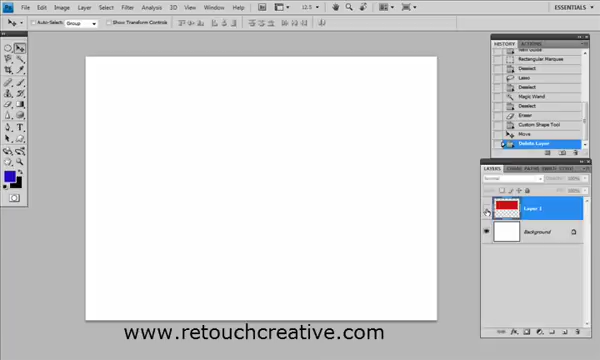 Ps File Edit Image Layer Select Filter Analysis 3D View Window Help
ESSENTIALS
Auto-Select: Group Show Transform Controls
HISTORY ACTIONS
Rectangular Marquee
Deselect
Lasso
Deselect
Magic Wand
Deselect
Eraser
Custom Shape Tool
Move
Delete Layer
LAYERS
Normal
Layer 1
Background
www.retouchcreative.com